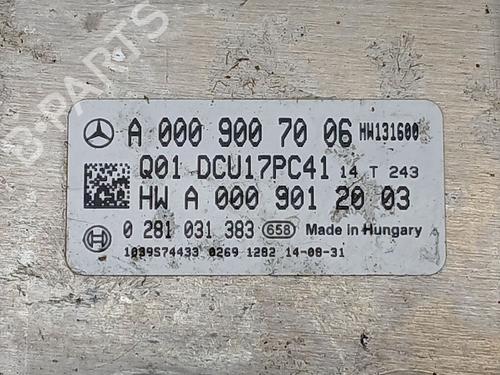 B-PARTS
A 000 900 70 06 HW131600
Q01 DCU17PC41 14 T 243
HW A 000 901 20 03
0 281 031 383 658 Made in Hungary
1039S74433 0269 1282 14-08-31